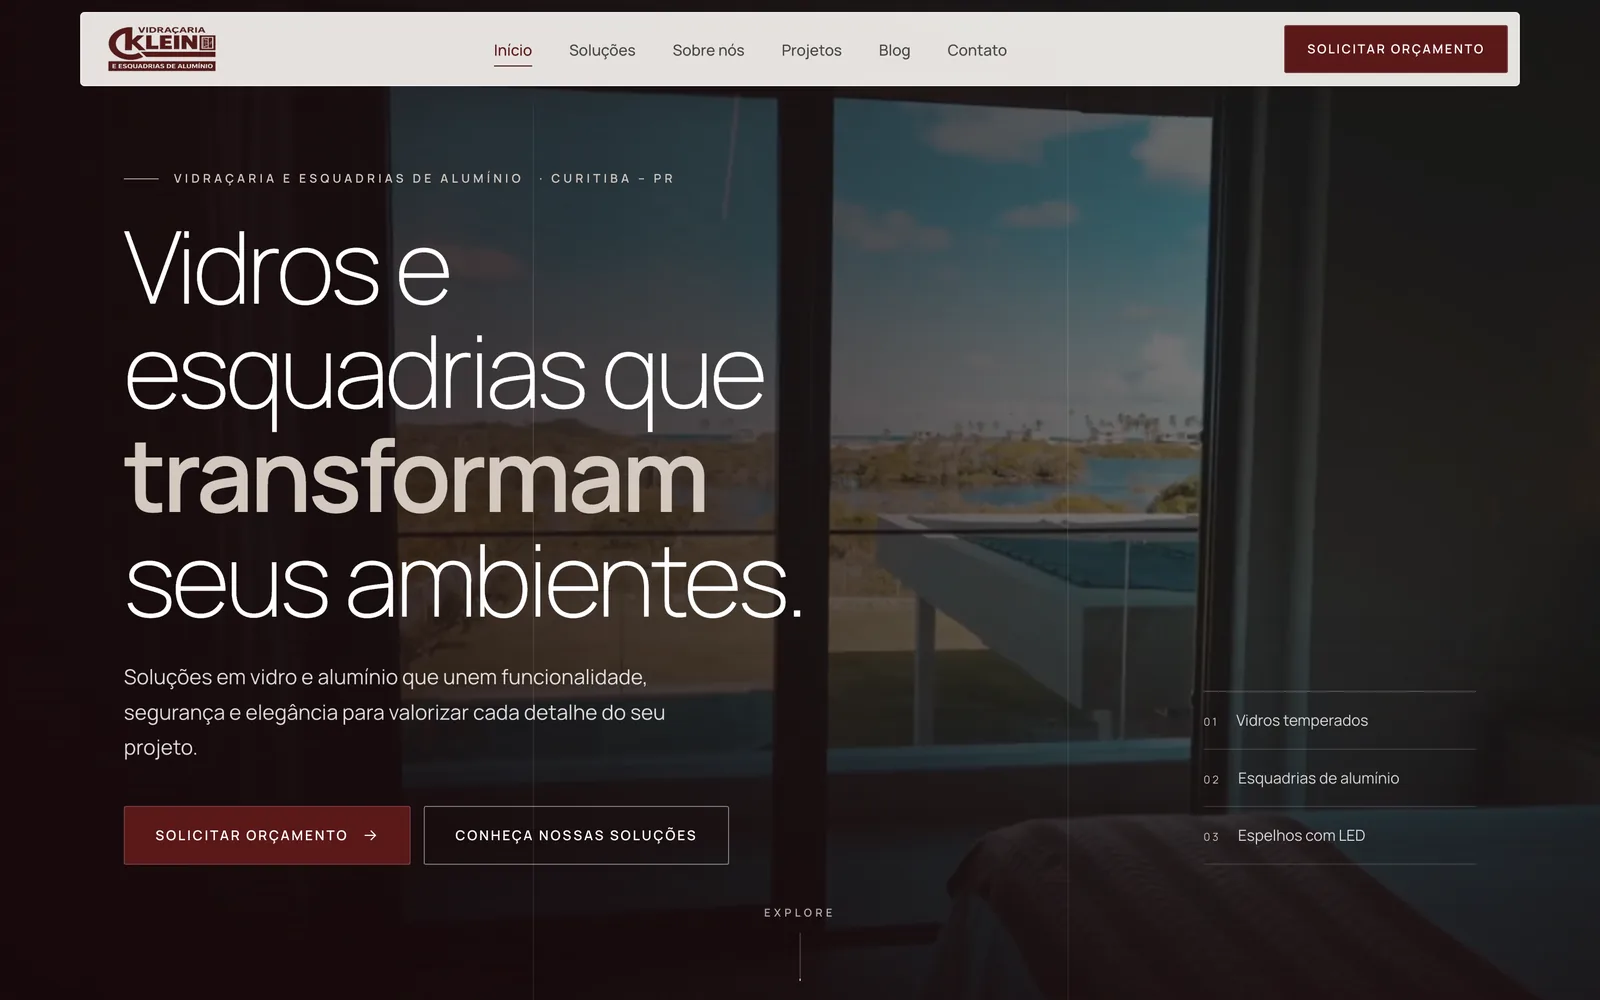 VIDRAÇARIA
CKLEIN
E ESQUADRIAS DE ALUMÍNIO
Início
Soluções
Sobre nós
Projetos
Blog
Contato
SOLICITAR ORÇAMENTO
VIDRAÇARIA E ESQUADRIAS DE ALUMÍNIO · CURITIBA – PR
Vidros e
esquadrias que
transformam
seus ambientes.
Soluções em vidro e alumínio que unem funcionalidade,
segurança e elegância para valorizar cada detalhe do seu
projeto.
SOLICITAR ORÇAMENTO →
CONHEÇA NOSSAS SOLUÇÕES
01 Vidros temperados
02 Esquadrias de alumínio
03 Espelhos com LED
EXPLORE